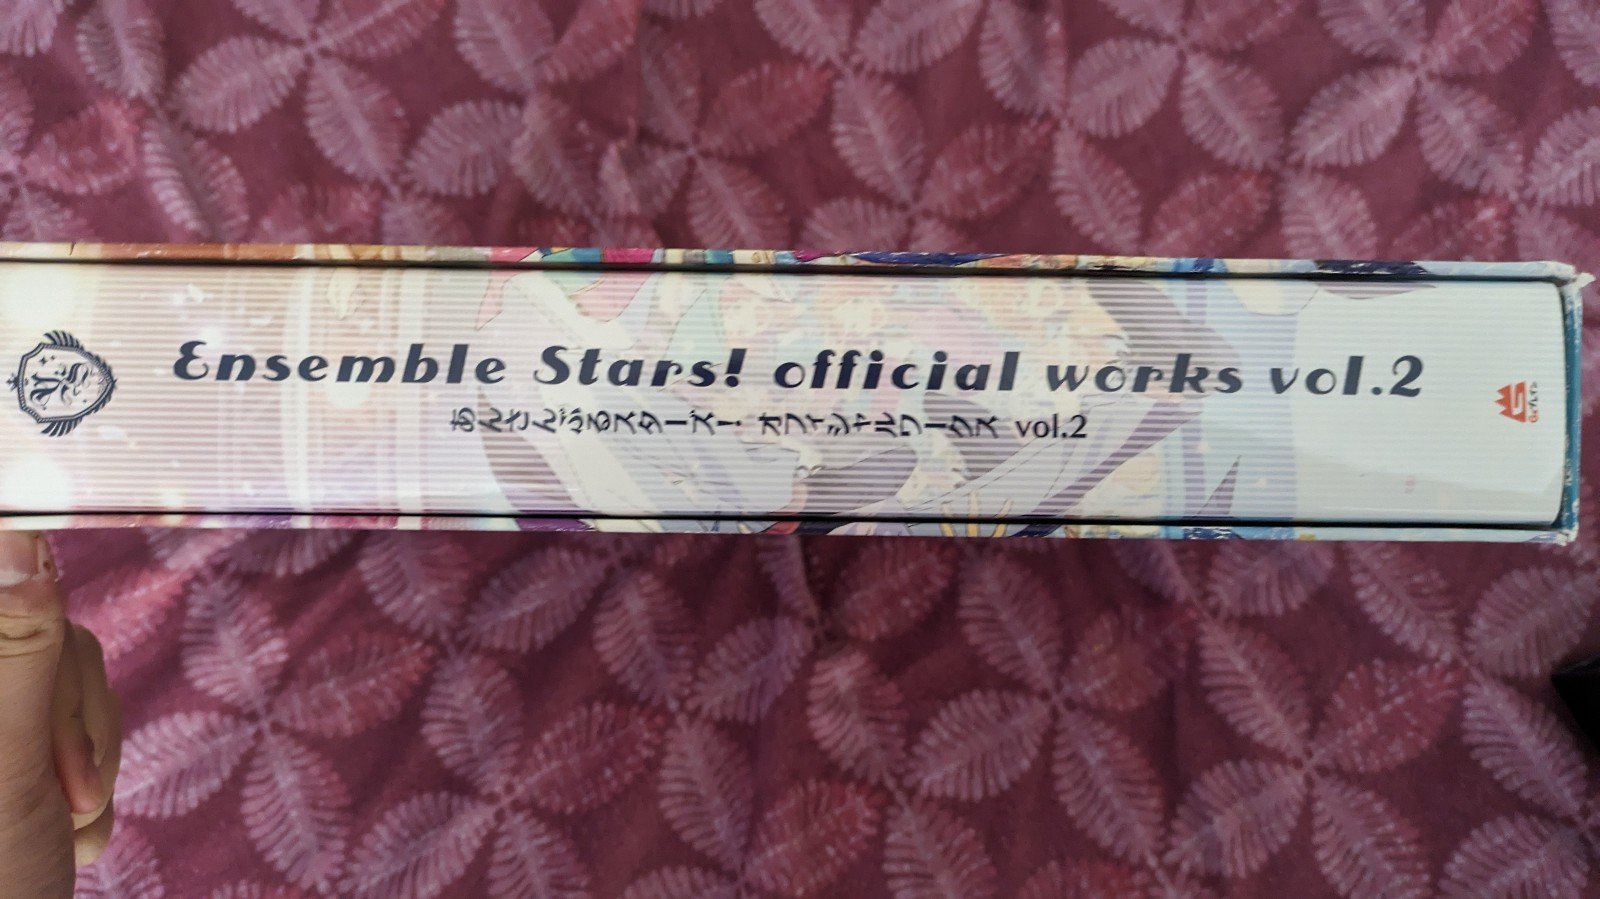 Ensemble Stars! official works vol.2
あんさんぶるスターズ！ オフィシャルワークス vol.2